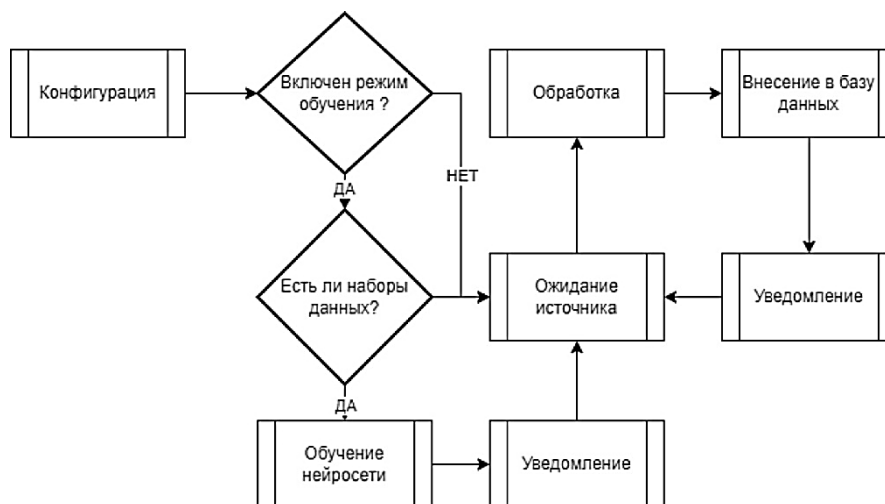 Конфигурация
Включен режим
обучения ?
Обработка
Внесение в базу
данных
НЕТ
ДА
Есть ли наборы
данных?
Ожидание
источника
Уведомление
ДА
Обучение
нейросети
Уведомление